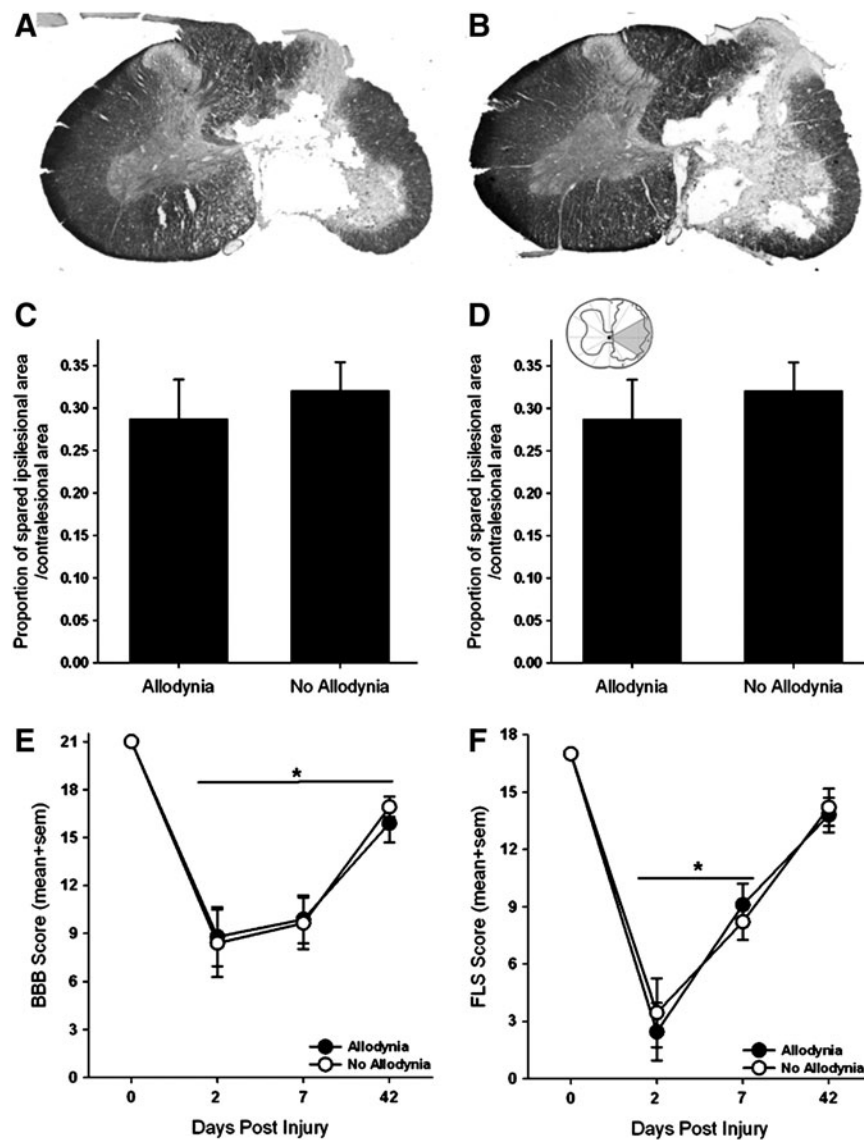 A
B
C
Proportion of spared ipsilesional area
/contralesional area
0.35
0.30
0.25
0.20
0.15
0.10
0.05
0.00
Allodynia
No Allodynia
D
Proportion of spared ipsilesional area
/contralesional area
0.35
0.30
0.25
0.20
0.15
0.10
0.05
0.00
Allodynia
No Allodynia
E
BBB Score (mean+sem)
21
18
15
12
9
6
3
0
*
Allodynia
No Allodynia
0
2
7
42
Days Post Injury
F
FLS Score (mean+sem)
18
15
12
9
6
3
0
*
Allodynia
No Allodynia
0
2
7
42
Days Post Injury